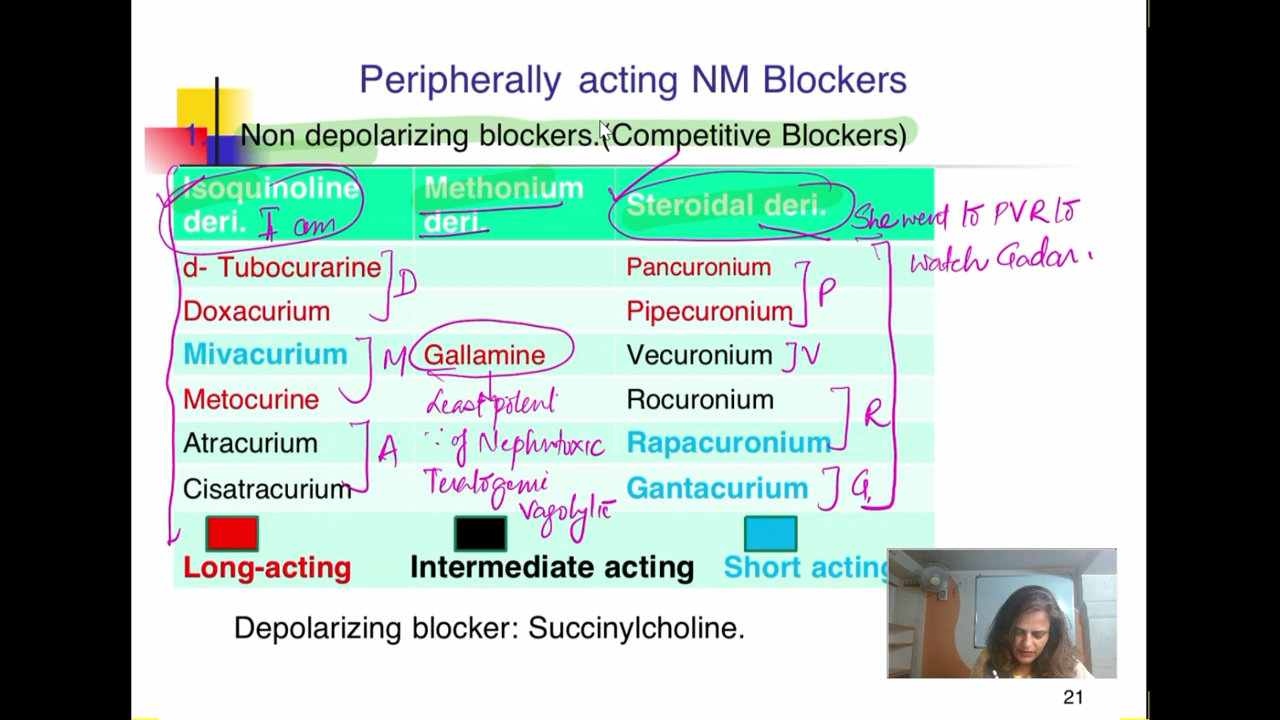 Peripherally acting NM Blockers
1. Non depolarizing blockers.(Competitive Blockers)
Isoquinoline deri. I am
Methonium deri.
Steroidal deri.
She went to PVR to
watch Gadar.
d- Tubocurarine
Pancuronium
D
P
Doxacurium
Pipecuronium
Mivacurium
M
Gallamine
Vecuronium
V
Metocurine
Least potent
Rocuronium
R
Atracurium
A
∵ of Nephrotoxic
Rapacuronium
Cisatracurium
Teratogenic
Gantacurium
G
Vagolytic
Long-acting
Intermediate acting
Short acting
Depolarizing blocker: Succinylcholine.
21